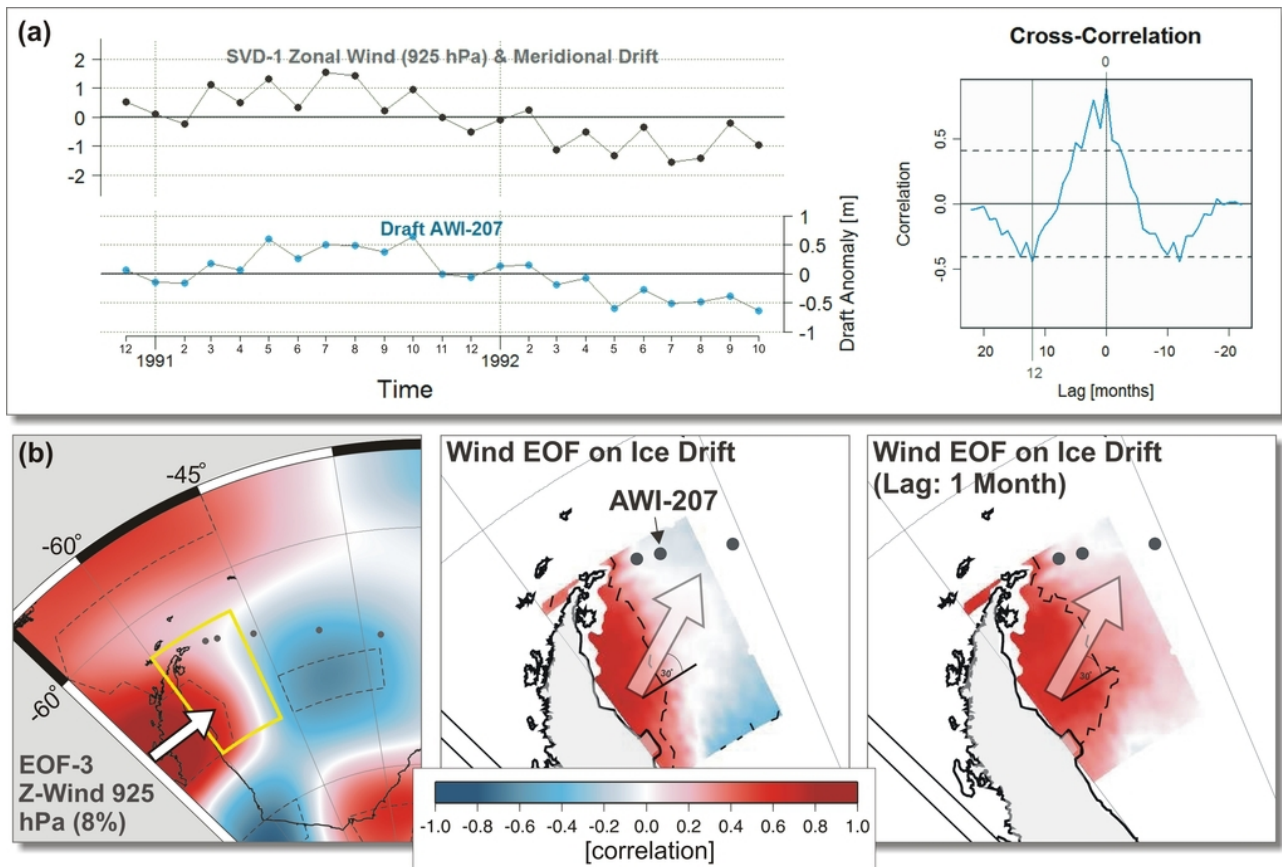 (a)
SVD-1 Zonal Wind (925 hPa) & Meridional Drift
2
1
0
-1
-2
Draft AWI-207
1
0.5
0
-0.5
-1
Draft Anomaly [m]
12 1 2 3 4 5 6 7 8 9 10 11 12 1 2 3 4 5 6 7 8 9 10
1991 1992
Time
Cross-Correlation
0
0.5
0.0
-0.5
Correlation
20 10 0 -10 -20
12
Lag [months]
(b)
-45°
-60°
-60°
EOF-3
Z-Wind 925
hPa (8%)
Wind EOF on Ice Drift
AWI-207
30°
Wind EOF on Ice Drift
(Lag: 1 Month)
30°
-1.0 -0.8 -0.6 -0.4 -0.2 0.0 0.2 0.4 0.6 0.8 1.0
[correlation]